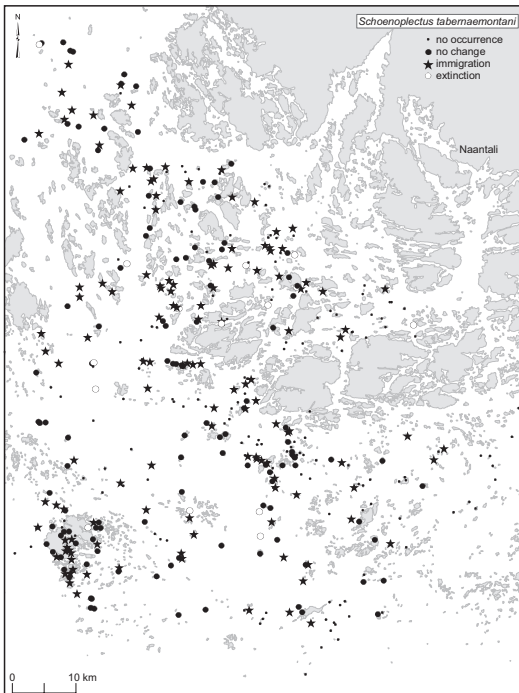 N
Schoenoplectus tabernaemontani
no occurrence
no change
immigration
extinction
Naantali
0 10 km